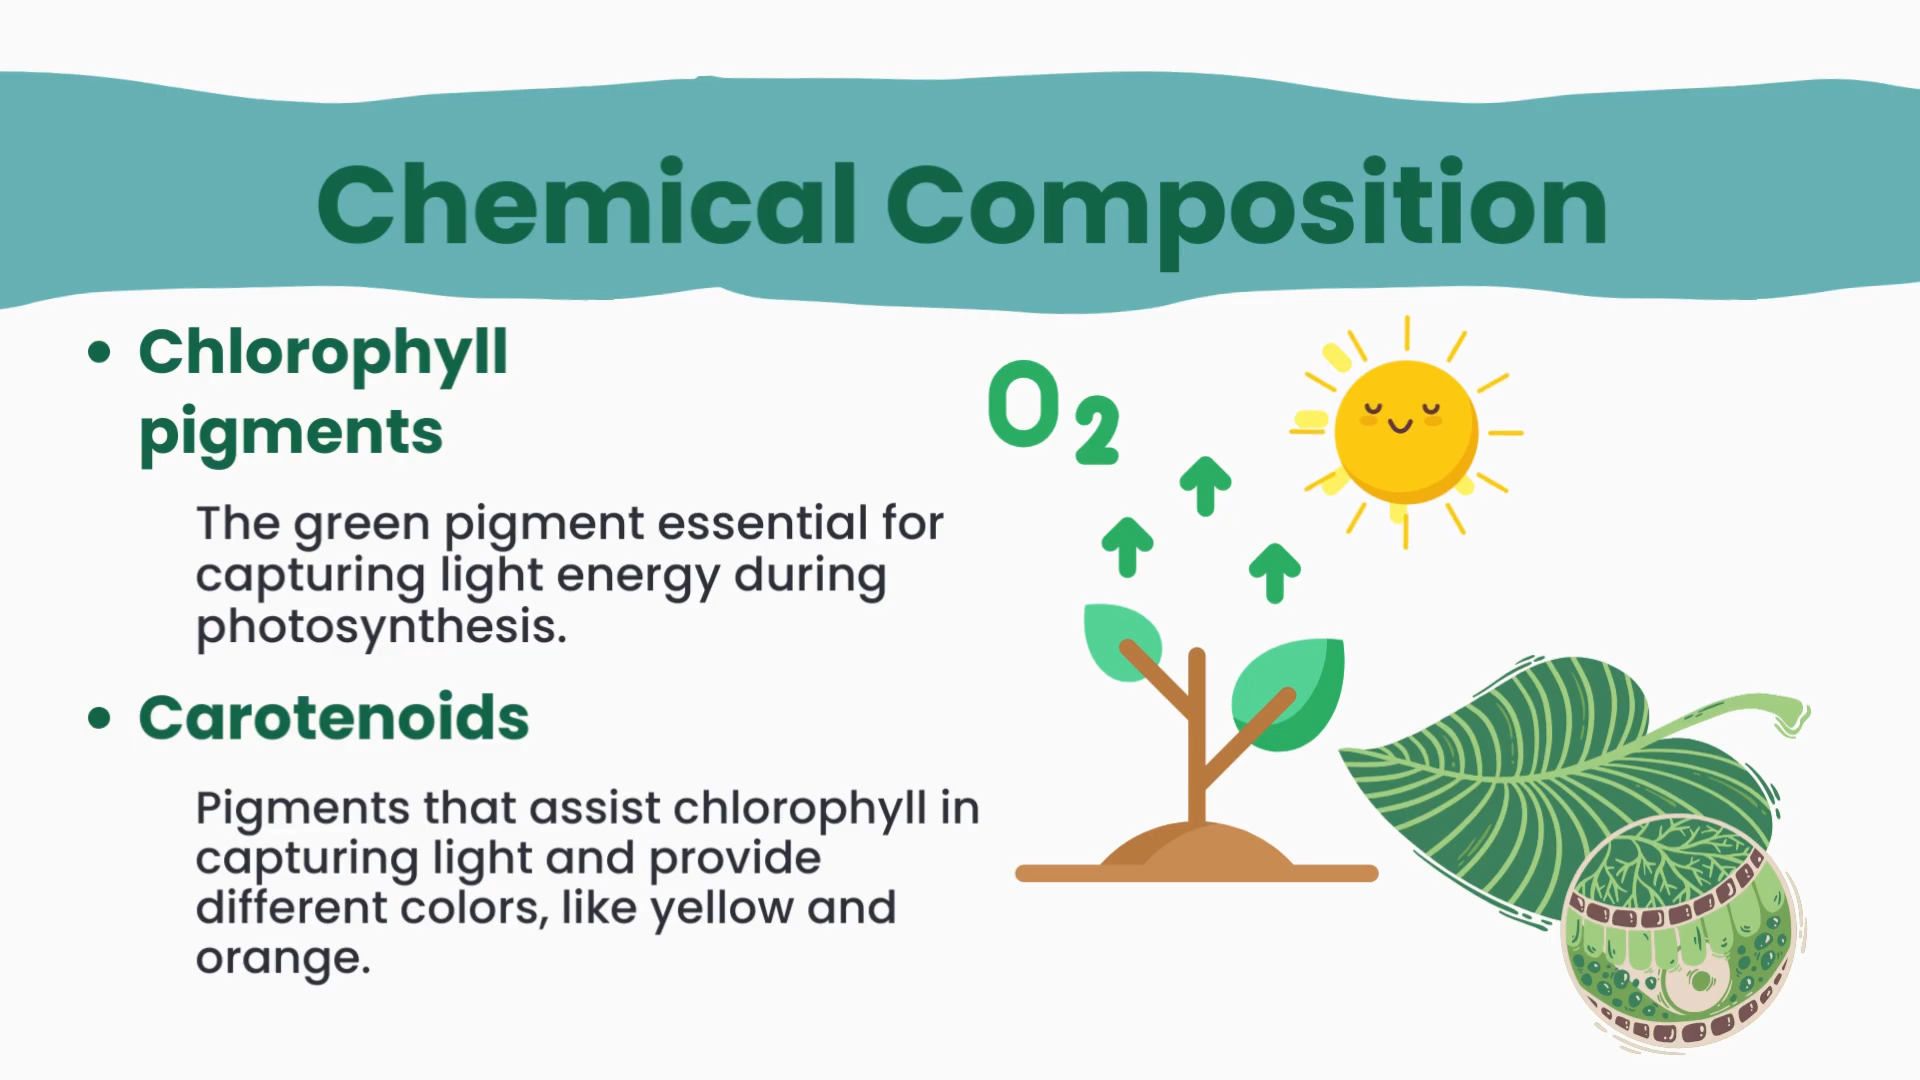 Chemical Composition
• Chlorophyll
pigments
The green pigment essential for
capturing light energy during
photosynthesis.
• Carotenoids
Pigments that assist chlorophyll in
capturing light and provide
different colors, like yellow and
orange.
O2